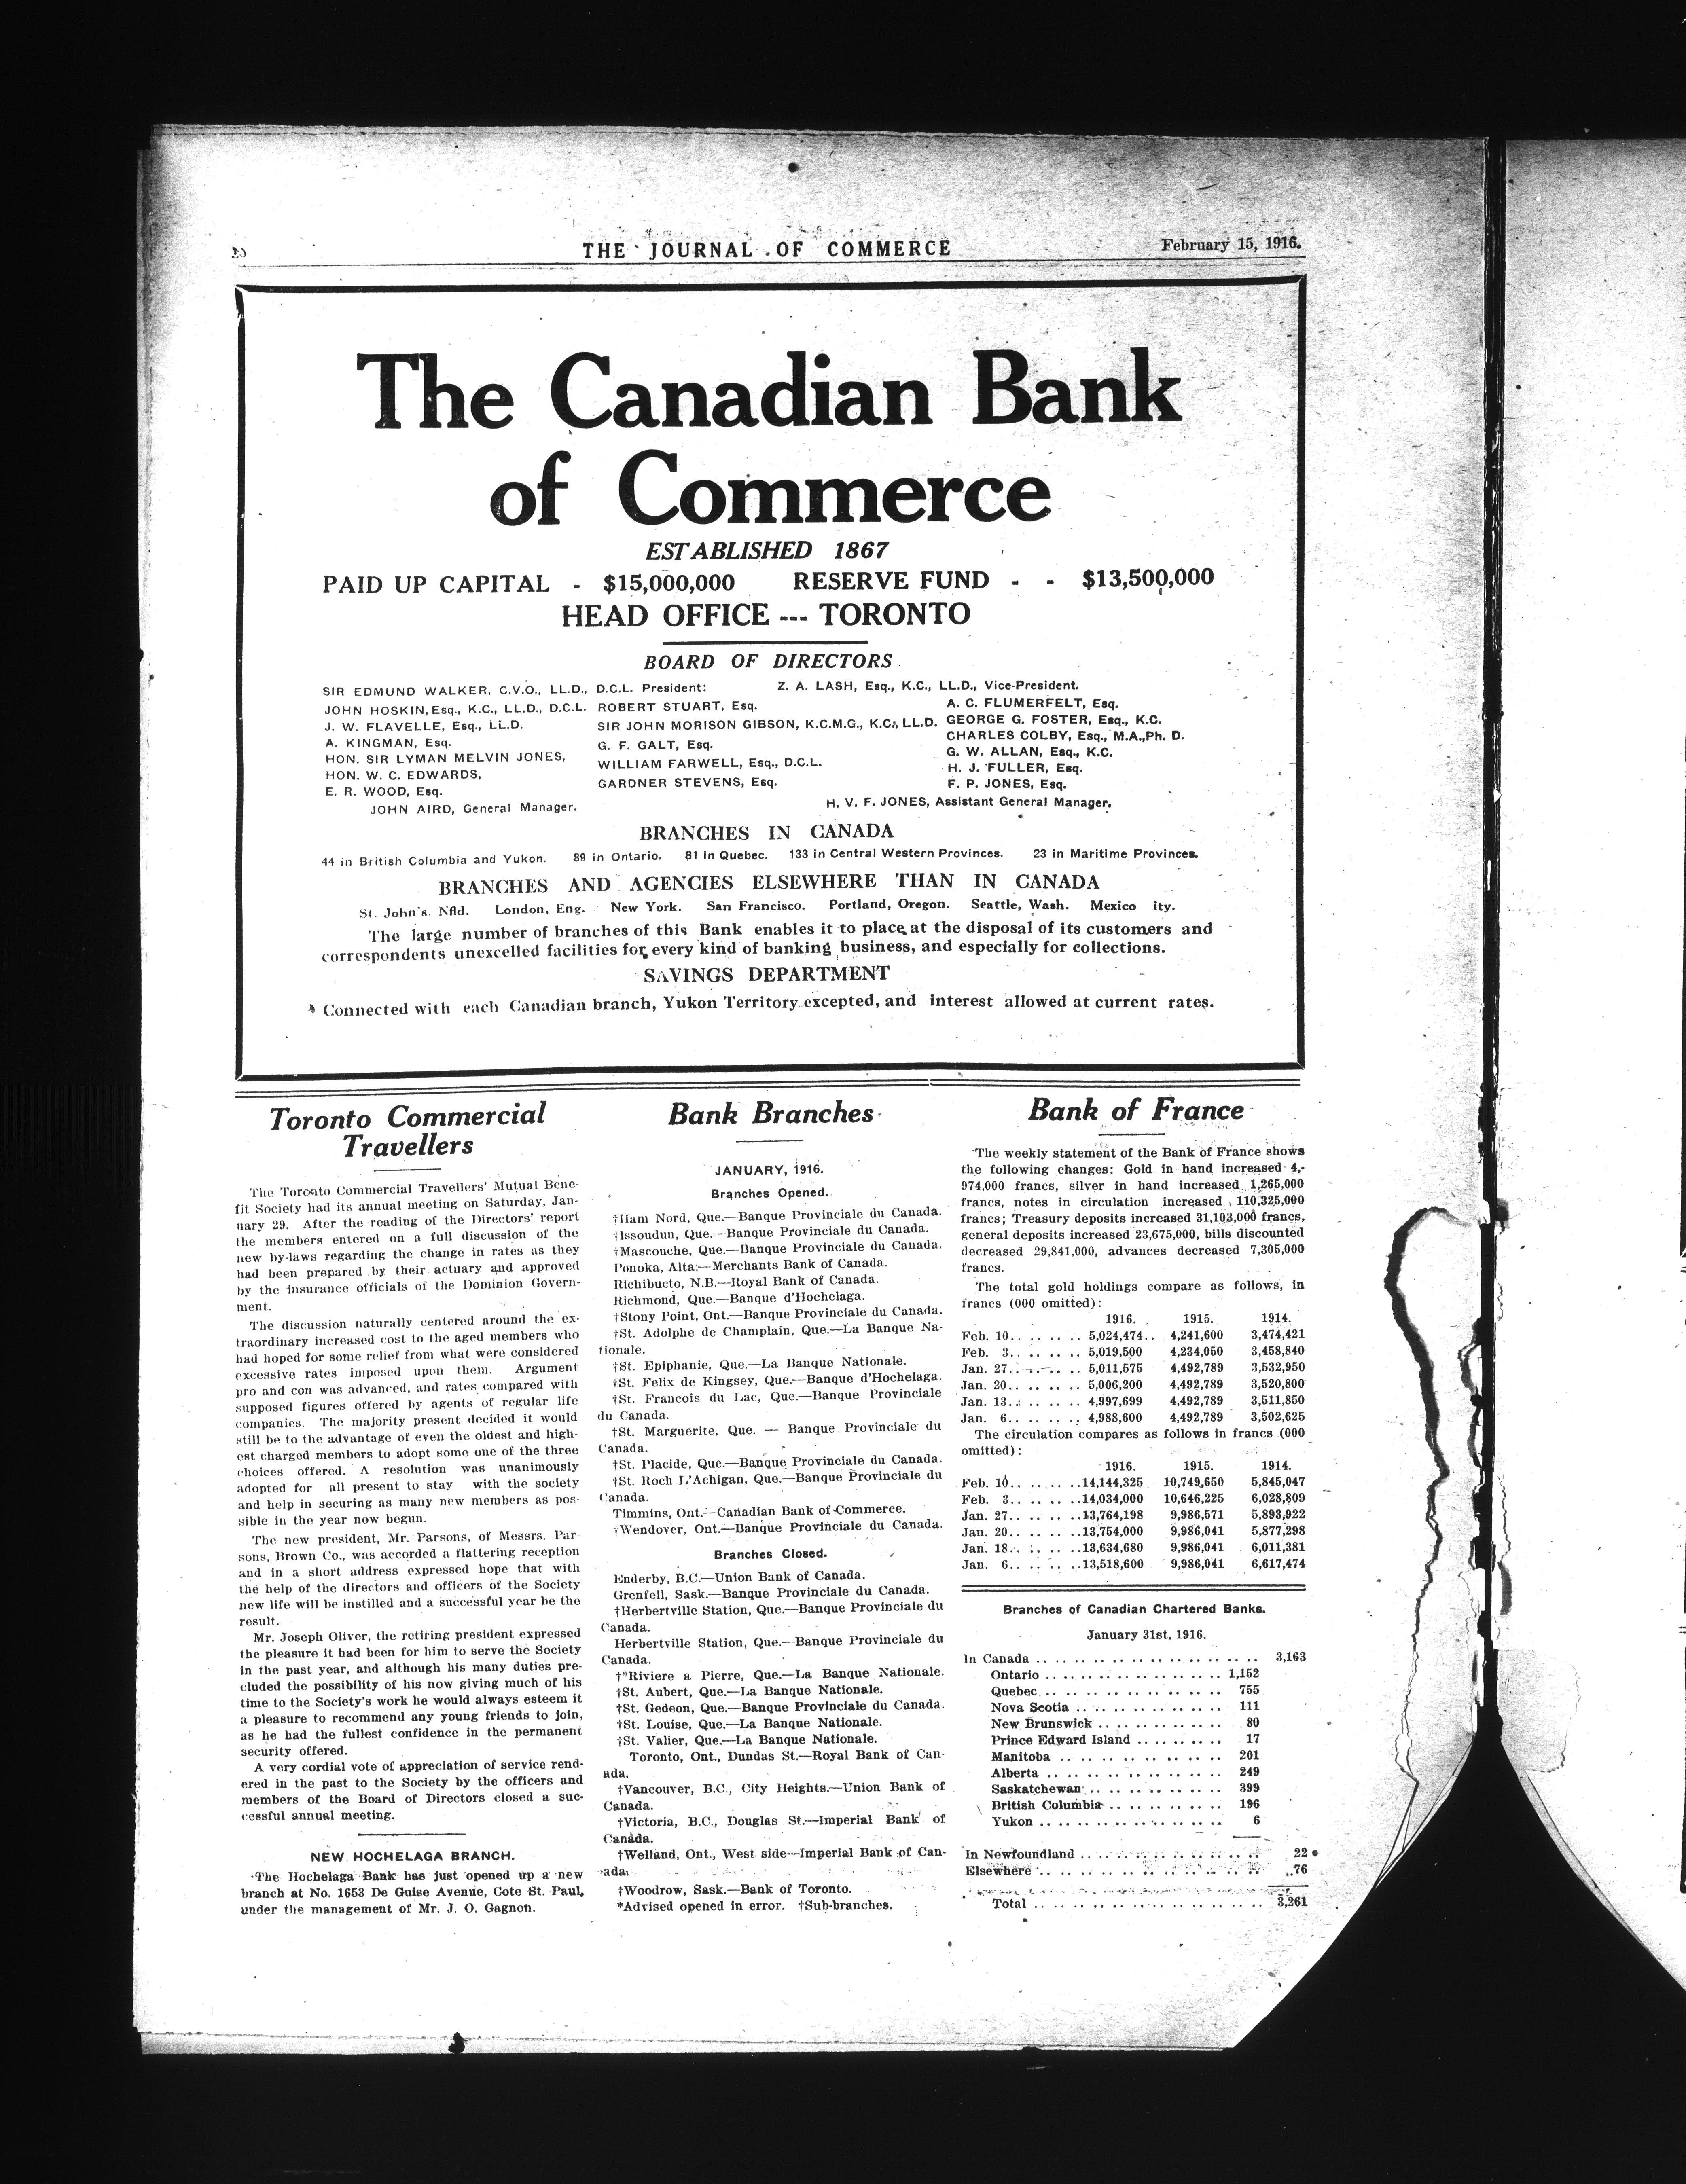 THE JOURNAL OF COMMERCE
February 15, 1916.
The Canadian Bank
of Commerce
ESTABLISHED 1867
PAID UP CAPITAL - $15,000,000 RESERVE FUND - - $13,500,000
HEAD OFFICE --- TORONTO
BOARD OF DIRECTORS
SIR EDMUND WALKER, C.V.O., LL.D., D.C.L. President: Z. A. LASH, Esq., K.C., LL.D., Vice-President.
JOHN HOSKIN, Esq., K.C., LL.D., D.C.L.
J. W. FLAVELLE, Esq., LL.D.
A. KINGMAN, Esq.
HON. SIR LYMAN MELVIN JONES,
HON. W. C. EDWARDS,
E. R. WOOD, Esq.
ROBERT STUART, Esq.
SIR JOHN MORISON GIBSON, K.C.M.G., K.C., LL.D.
G. F. GALT, Esq.
WILLIAM FARWELL, Esq., D.C.L.
GARDNER STEVENS, Esq.
A. C. FLUMERFELT, Esq.
GEORGE G. FOSTER, Esq., K.C.
CHARLES COLBY, Esq., M.A.,Ph. D.
G. W. ALLAN, Esq., K.C.
H. J. FULLER, Esq.
F. P. JONES, Esq.
JOHN AIRD, General Manager.
H. V. F. JONES, Assistant General Manager.
BRANCHES IN CANADA
44 in British Columbia and Yukon. 89 in Ontario. 81 in Quebec. 133 in Central Western Provinces. 23 in Maritime Provinces.
BRANCHES AND AGENCIES ELSEWHERE THAN IN CANADA
St. John's Nfld. London, Eng. New York. San Francisco. Portland, Oregon. Seattle, Wash. Mexico ity.
The large number of branches of this Bank enables it to place at the disposal of its customers and
correspondents unexcelled facilities for every kind of banking business, and especially for collections.
SAVINGS DEPARTMENT
Connected with each Canadian branch, Yukon Territory excepted, and interest allowed at current rates.
Toronto Commercial
Travellers
The Toronto Commercial Travellers' Mutual Bene-
fit Society had its annual meeting on Saturday, Jan-
uary 29. After the reading of the Directors' report
the members entered on a full discussion of the
new by-laws regarding the change in rates as they
had been prepared by their actuary and approved
by the insurance officials of the Dominion Govern-
ment.
The discussion naturally centered around the ex-
traordinary increased cost to the aged members who
had hoped for some relief from what were considered
excessive rates imposed upon them. Argument
pro and con was advanced, and rates compared with
supposed figures offered by agents of regular life
companies. The majority present decided it would
still be to the advantage of even the oldest and high-
est charged members to adopt some one of the three
choices offered. A resolution was unanimously
adopted for all present to stay with the society
and help in securing as many new members as pos-
sible in the year now begun.
The new president, Mr. Parsons, of Messrs. Par-
sons, Brown Co., was accorded a flattering reception
and in a short address expressed hope that with
the help of the directors and officers of the Society
new life will be instilled and a successful year be the
result.
Mr. Joseph Oliver, the retiring president expressed
the pleasure it had been for him to serve the Society
in the past year, and although his many duties pre-
cluded the possibility of his now giving much of his
time to the Society's work he would always esteem it
a pleasure to recommend any young friends to join,
as he had the fullest confidence in the permanent
security offered.
A very cordial vote of appreciation of service rend-
ered in the past to the Society by the officers and
members of the Board of Directors closed a suc-
cessful annual meeting.
NEW HOCHELAGA BRANCH.
The Hochelaga Bank has just opened up a new
branch at No. 1653 De Guise Avenue, Cote St. Paul,
under the management of Mr. J. O. Gagnon.
Bank Branches
JANUARY, 1916.
Branches Opened.
†Ham Nord, Que.—Banque Provinciale du Canada.
†Issoudun, Que.—Banque Provinciale du Canada.
†Mascouche, Que.—Banque Provinciale du Canada.
Ponoka, Alta.—Merchants Bank of Canada.
Richibucto, N.B.—Royal Bank of Canada.
Richmond, Que.—Banque d'Hochelaga.
†Stony Point, Ont.—Banque Provinciale du Canada.
†St. Adolphe de Champlain, Que.—La Banque Na-
tionale.
†St. Epiphanie, Que.—La Banque Nationale.
†St. Felix de Kingsey, Que.—Banque d'Hochelaga.
†St. Francois du Lac, Que.—Banque Provinciale
du Canada.
†St. Marguerite, Que. — Banque Provinciale du
Canada.
†St. Placide, Que.—Banque Provinciale du Canada.
†St. Roch L'Achigan, Que.—Banque Provinciale du
Canada.
Timmins, Ont.—Canadian Bank of Commerce.
†Wendover, Ont.—Banque Provinciale du Canada.
Branches Closed.
Enderby, B.C.—Union Bank of Canada.
Grenfell, Sask.—Banque Provinciale du Canada.
†Herbertville Station, Que.—Banque Provinciale du
Canada.
Herbertville Station, Que.—Banque Provinciale du
Canada.
†*Riviere a Pierre, Que.—La Banque Nationale.
†St. Aubert, Que.—La Banque Nationale.
†St. Gedeon, Que.—Banque Provinciale du Canada.
†St. Louise, Que.—La Banque Nationale.
†St. Valier, Que.—La Banque Nationale.
Toronto, Ont., Dundas St.—Royal Bank of Can-
ada.
†Vancouver, B.C., City Heights.—Union Bank of
Canada.
†Victoria, B.C., Douglas St.—Imperial Bank of
Canada.
†Welland, Ont., West side—Imperial Bank of Can-
ada.
†Woodrow, Sask.—Bank of Toronto.
*Advised opened in error. †Sub-branches.
Bank of France
The weekly statement of the Bank of France shows
the following changes: Gold in hand increased 4,-
974,000 francs, silver in hand increased 1,265,000
francs, notes in circulation increased 110,325,000
francs; Treasury deposits increased 31,103,000 francs,
general deposits increased 23,675,000, bills discounted
decreased 29,841,000, advances decreased 7,305,000
francs.
The total gold holdings compare as follows, in
francs (000 omitted):
1916. 1915. 1914.
Feb. 10.. .. .. .. 5,024,474.. 4,241,600 3,474,421
Feb. 3.. .. .. .. 5,019,500 4,234,050 3,458,840
Jan. 27.. .. .. .. 5,011,575 4,492,789 3,532,950
Jan. 20.. .. .. .. 5,006,200 4,492,789 3,520,800
Jan. 13.. .. .. .. 4,997,699 4,492,789 3,511,850
Jan. 6.. .. .. .. 4,988,600 4,492,789 3,502,625
The circulation compares as follows in francs (000
omitted):
1916. 1915. 1914.
Feb. 10.. .. .. ..14,144,325 10,749,650 5,845,047
Feb. 3.. .. .. ..14,034,000 10,646,225 6,028,809
Jan. 27.. .. .. ..13,764,198 9,986,571 5,893,922
Jan. 20.. .. .. ..13,754,000 9,986,041 5,877,298
Jan. 18.. .. .. ..13,634,680 9,986,041 6,011,381
Jan. 6.. .. .. ..13,518,600 9,986,041 6,617,474
Branches of Canadian Chartered Banks.
January 31st, 1916.
In Canada .. .. .. .. .. .. .. .. .. .. 3,163
Ontario .. .. .. .. .. .. .. .. 1,152
Quebec .. .. .. .. .. .. .. .. 755
Nova Scotia .. .. .. .. .. .. .. 111
New Brunswick .. .. .. .. .. .. 80
Prince Edward Island .. .. .. .. 17
Manitoba .. .. .. .. .. .. .. .. 201
Alberta .. .. .. .. .. .. .. .. 249
Saskatchewan .. .. .. .. .. .. .. 399
British Columbia .. .. .. .. .. .. 196
Yukon .. .. .. .. .. .. .. .. .. 6
In Newfoundland .. .. .. .. .. .. .. .. 22
Elsewhere .. .. .. .. .. .. .. .. .. .. 76
Total .. .. .. .. .. .. .. .. .. .. 3,261